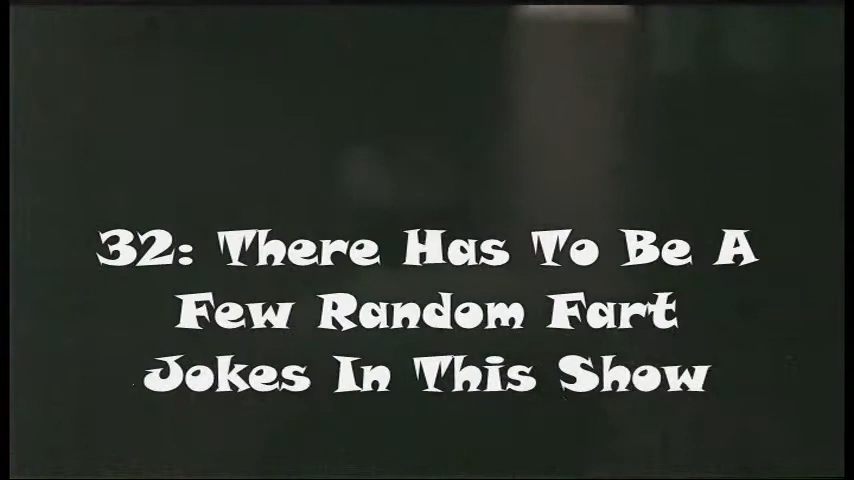 32: There Has To Be A
Few Random Fart
Jokes In This Show